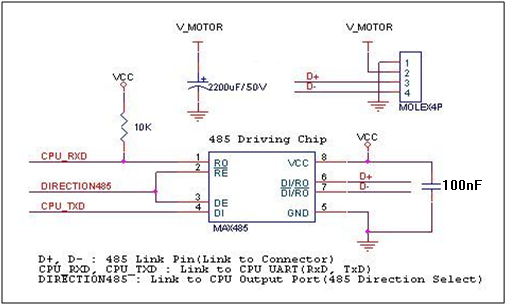 V_MOTOR
V_MOTOR
VCC
2200uF/50V
D+
D-
1
2
3
4
MOLEX4P
10K
485 Driving Chip
VCC
CPU_RXD
1 RO VCC 8
2 RE
D+
DIRECTION485
DI/RO 6
DI/RO 7
D-
100nF
3 DE
CPU_TXD
4 DI GND 5
MAX485
D+, D- : 485 Link Pin(Link to Connector)
CPU_RXD, CPU_TXD : Link to CPU UART(RxD, TxD)
DIRECTION485 : Link to CPU Output Port(485 Direction Select)